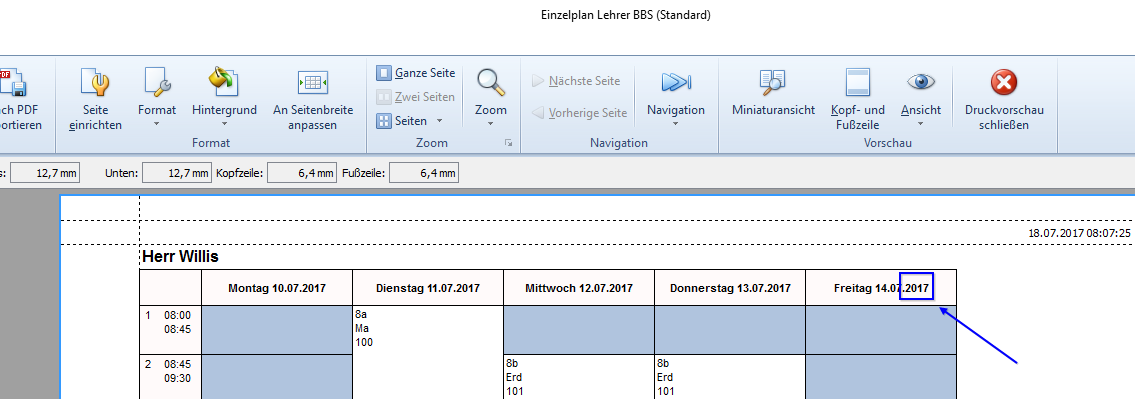 Einzelplan Lehrer BBS (Standard)
ch PDF
portieren
Seite
einrichten
Format
Hintergrund
An Seitenbreite
anpassen
Format
Ganze Seite
Zwei Seiten
Seiten
Zoom
Zoom
Nächste Seite
Vorherige Seite
Navigation
Navigation
Miniaturansicht
Kopf- und
Fußzeile
Ansicht
Druckvorschau
schließen
Vorschau
s: 12,7 mm Unten: 12,7 mm Kopfzeile: 6,4 mm Fußzeile: 6,4 mm
18.07.2017 08:07:25
Herr Willis
Montag 10.07.2017 Dienstag 11.07.2017 Mittwoch 12.07.2017 Donnerstag 13.07.2017 Freitag 14.07.2017
1 08:00
08:45
8a
Ma
100
2 08:45
09:30
8b
Erd
101
8b
Erd
101